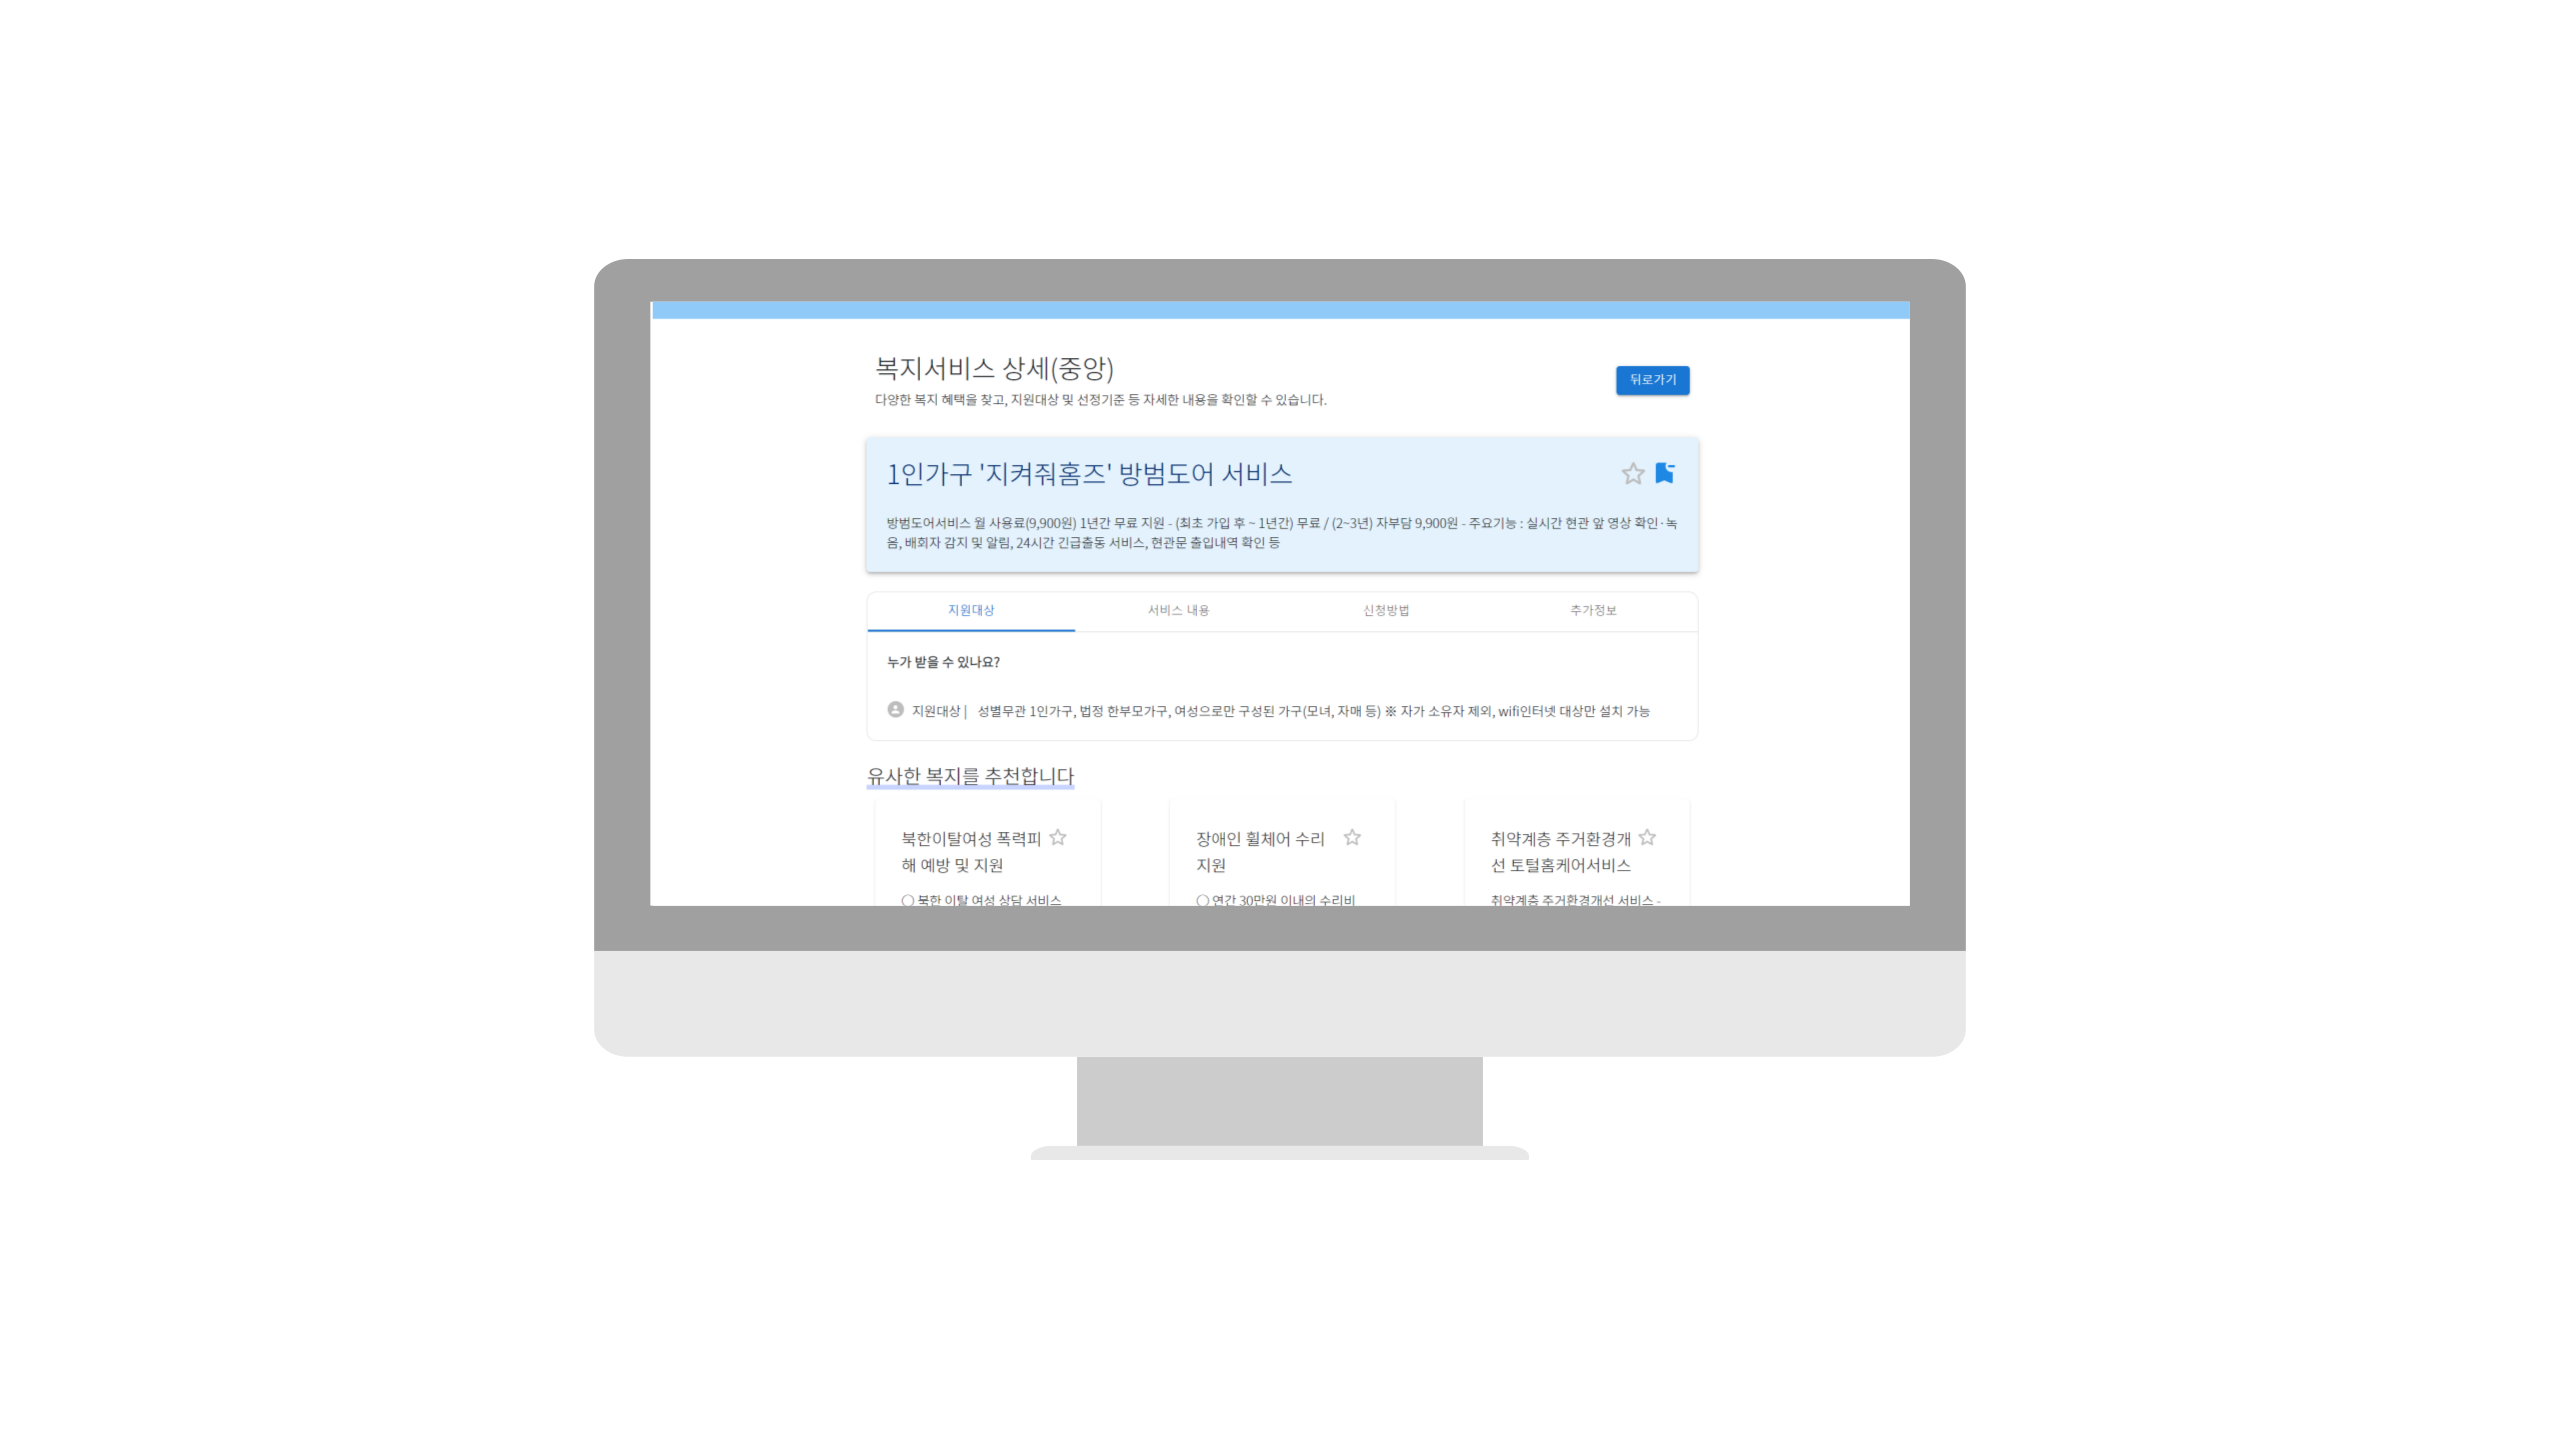 복지서비스 상세(중앙)
다양한 복지 혜택을 찾고, 지원대상 및 선정기준 등 자세한 내용을 확인할 수 있습니다.
뒤로가기
1인가구 '지켜줘홈즈' 방범도어 서비스
방범도어서비스 월 사용료(9,900원) 1년간 무료 지원 - (최초 가입 후 ~ 1년간) 무료 / (2~3년) 자부담 9,900원 - 주요기능 : 실시간 현관 앞 영상 확인·녹
음, 배회자 감지 및 알림, 24시간 긴급출동 서비스, 현관문 출입내역 확인 등
지원대상 서비스 내용 신청방법 추가정보
누가 받을 수 있나요?
지원대상 | 성별무관 1인가구, 법정 한부모가구, 여성으로만 구성된 가구(모녀, 자매 등) ※ 자가 소유자 제외, wifi인터넷 대상만 설치 가능
유사한 복지를 추천합니다
북한이탈여성 폭력피
해 예방 및 지원
○ 북한 이탈 여성 상담 서비스
장애인 휠체어 수리
지원
○ 연간 30만원 이내의 수리비
취약계층 주거환경개
선 토털홈케어서비스
취약계층 주거환경개선 서비스 -